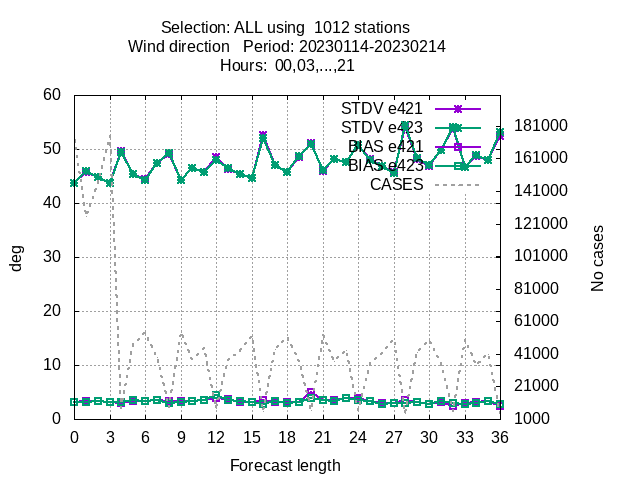 Selection: ALL using  1012 stations
Wind direction   Period: 20230114-20230214
Hours:  00,03,...,21
STDV e421
STDV e423
BIAS e421
BIAS e423
CASES
60
50
40
30
20
10
0
deg
181000
161000
141000
121000
101000
81000
61000
41000
21000
1000
No cases
0 3 6 9 12 15 18 21 24 27 30 33 36
Forecast length